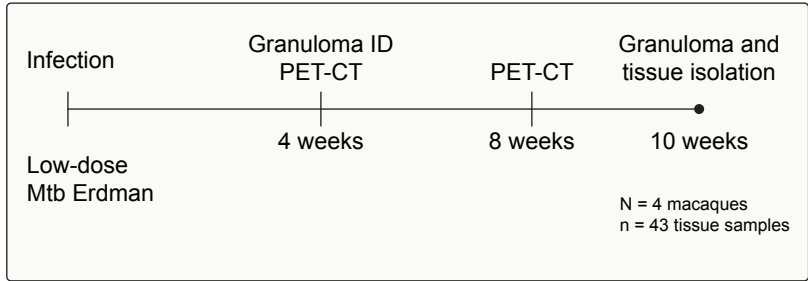 Infection
Granuloma ID
PET-CT
PET-CT
Granuloma and
tissue isolation
4 weeks
8 weeks
10 weeks
Low-dose
Mtb Erdman
N = 4 macaques
n = 43 tissue samples